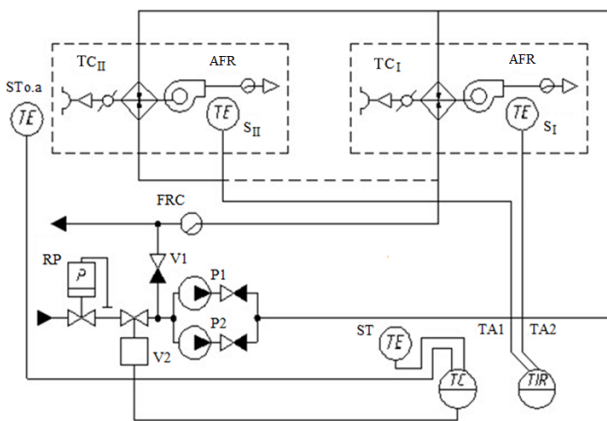 TC_II AFR TC_I AFR
STo.a
TE TE S_II TE S_I
FRC
RP P V1 P1
P2 ST TE TA1 TA2
V2 TC TIR